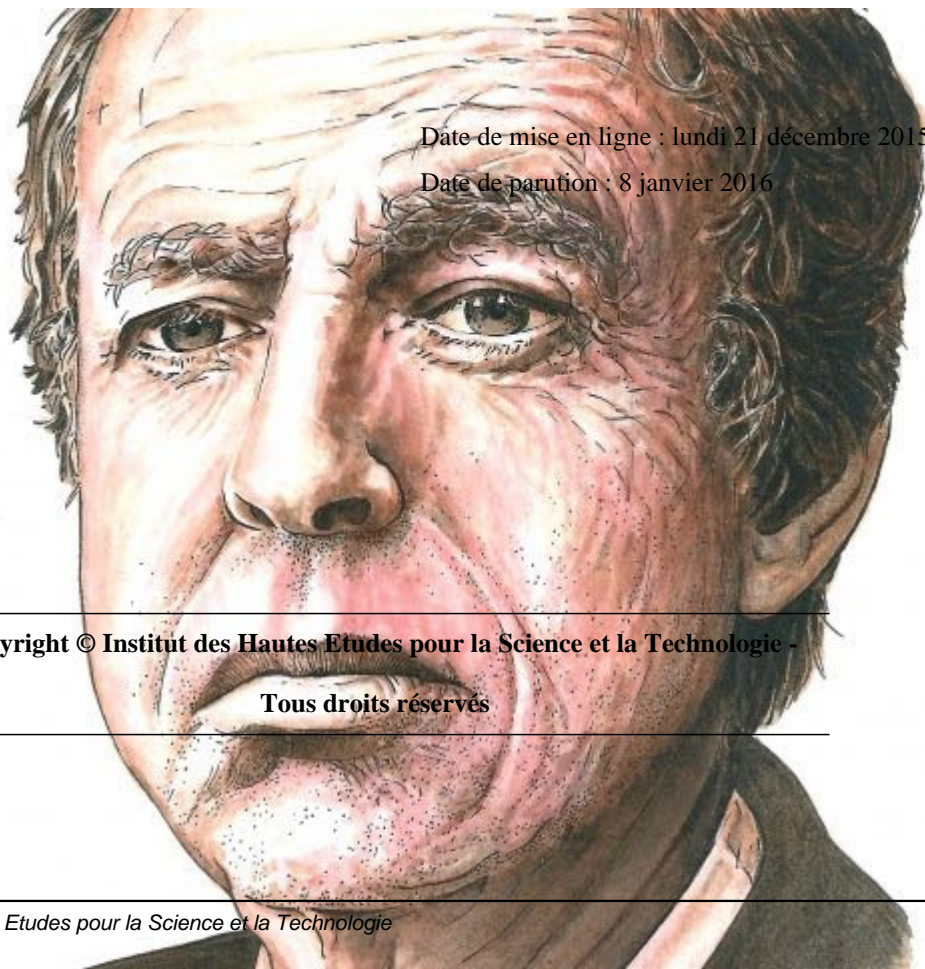 Date de mise en ligne : lundi 21 décembre 2015
Date de parution : 8 janvier 2016
yright © Institut des Hautes Etudes pour la Science et la Technologie -
Tous droits réservés
Etudes pour la Science et la Technologie